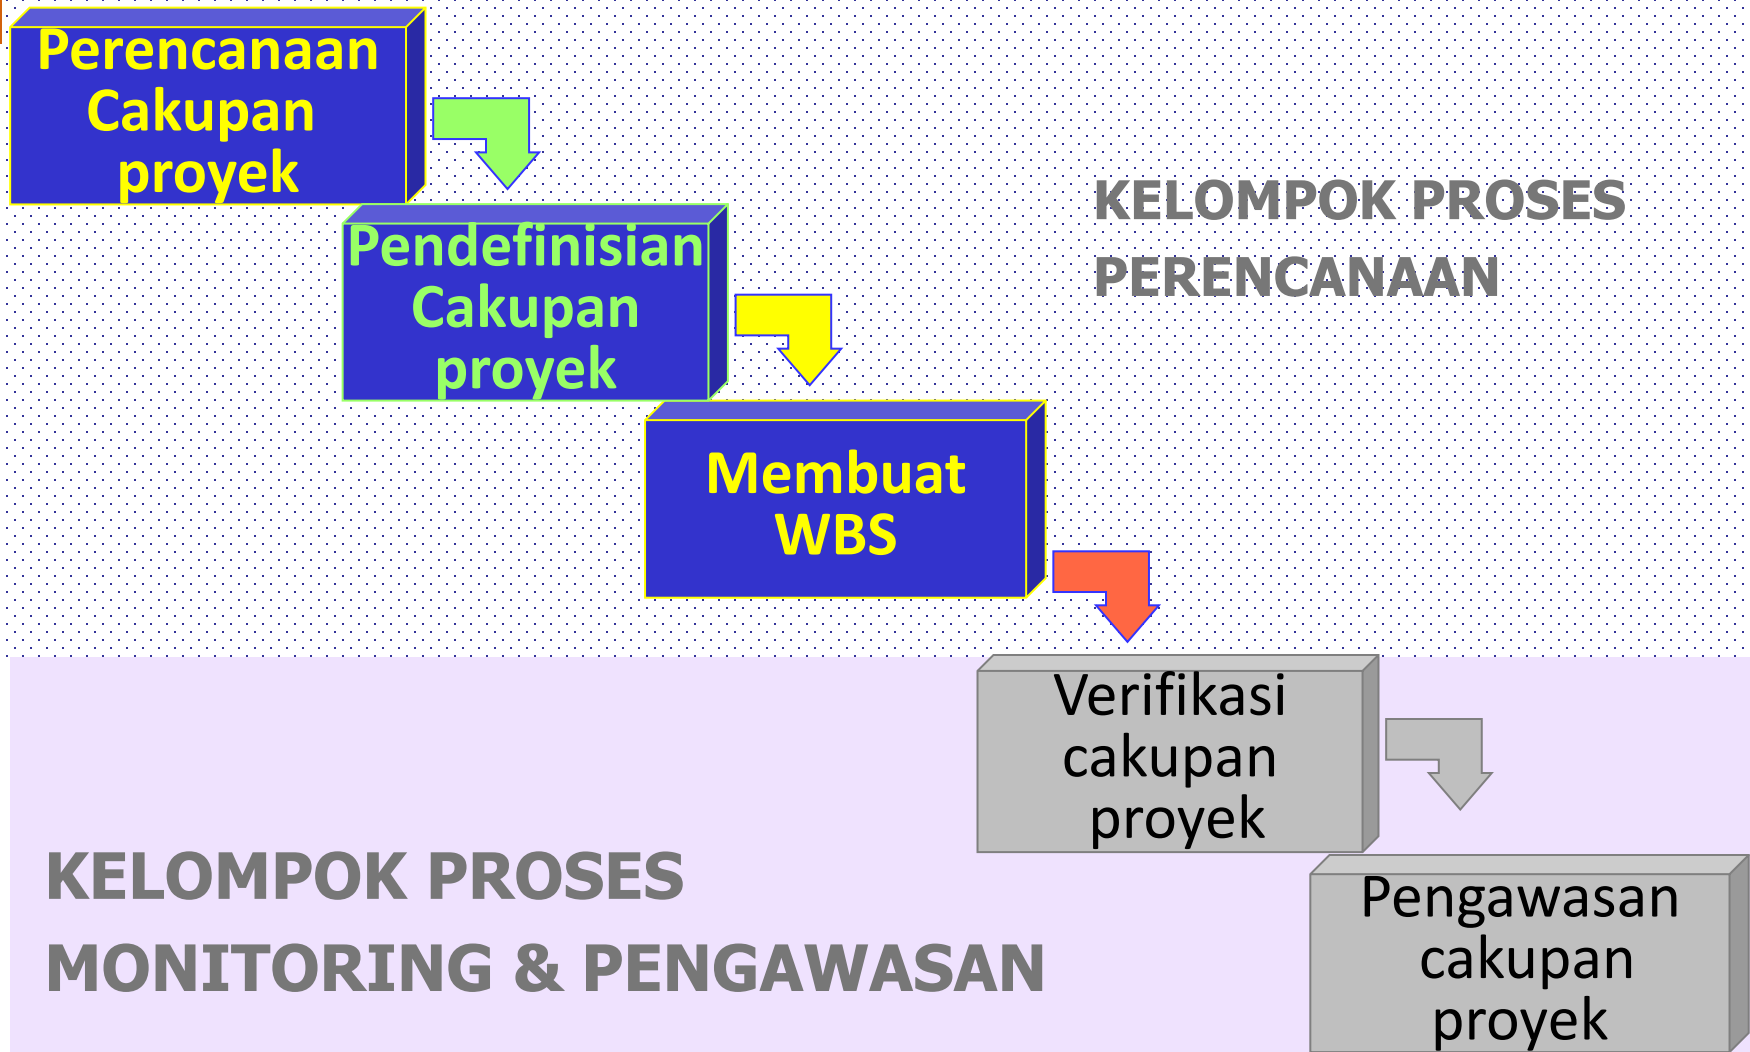 Perencanaan
Cakupan
proyek
Pendefinisian
Cakupan
proyek
KELOMPOK PROSES
PERENCANAAN
Membuat
WBS
Verifikasi
cakupan
proyek
KELOMPOK PROSES
MONITORING & PENGAWASAN
Pengawasan
cakupan
proyek